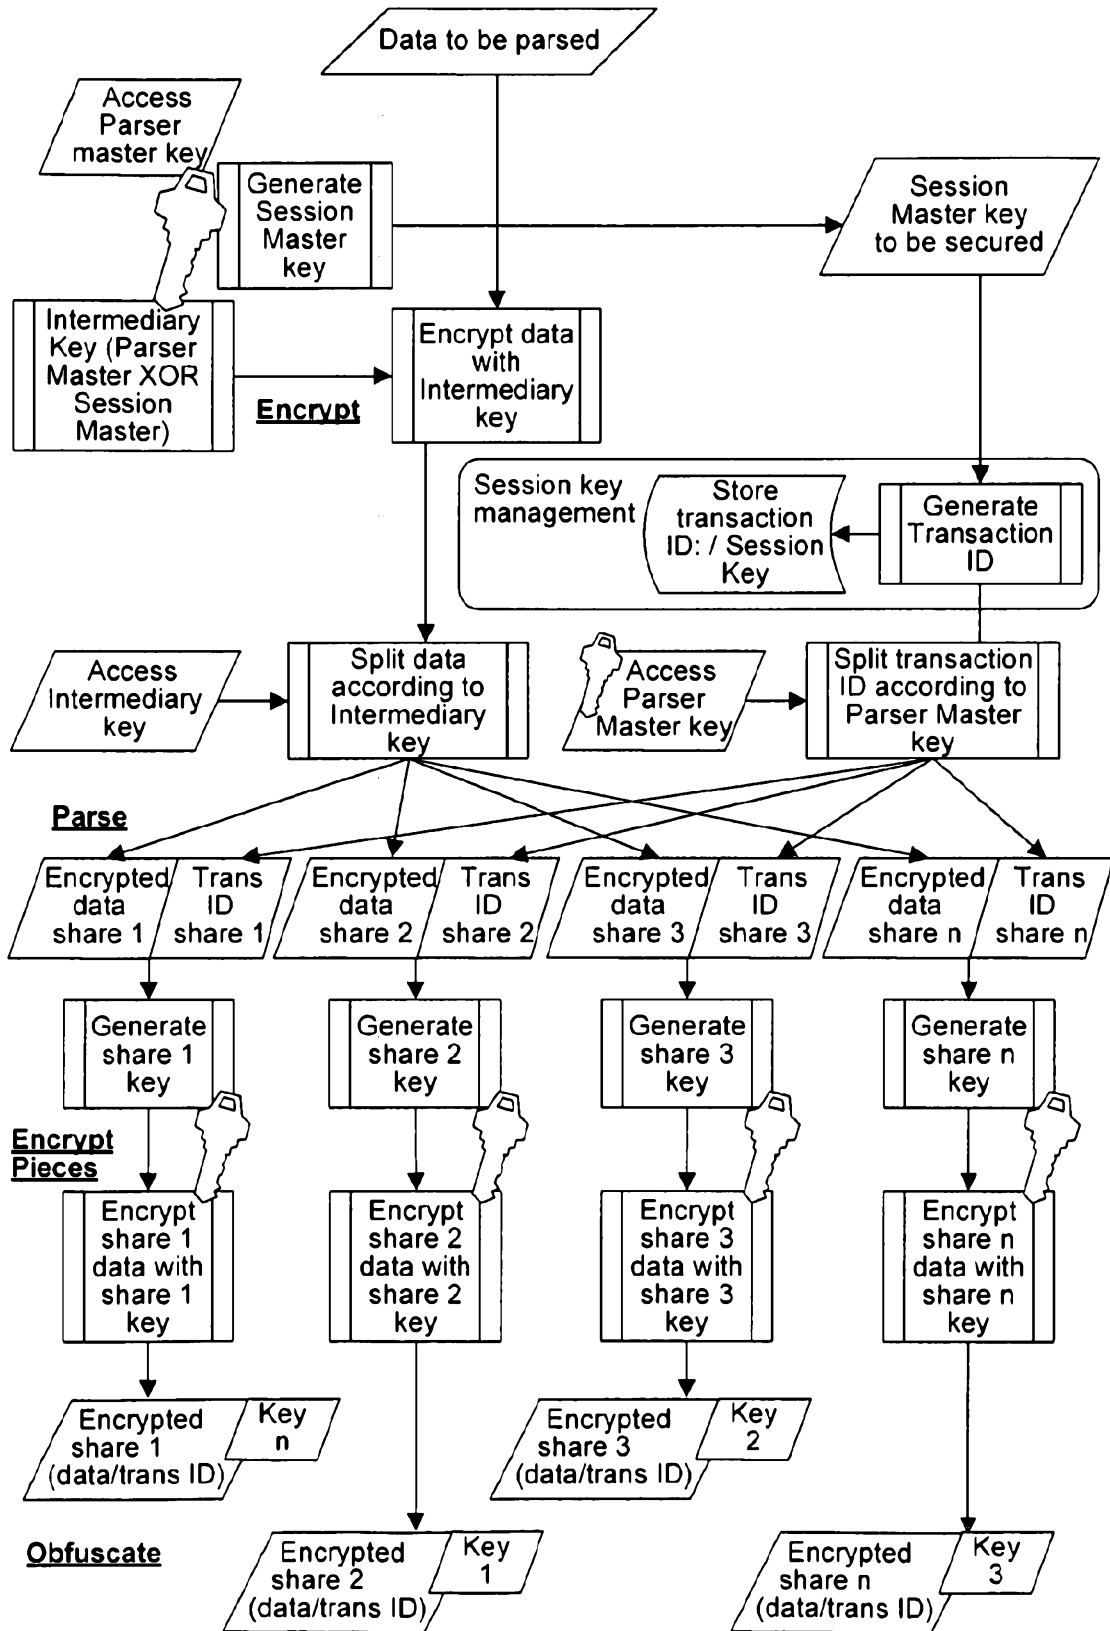 Data to be parsed
Access
Parser
master key
Generate
Session
Master
key
Session
Master key
to be secured
Intermediary
Key (Parser
Master XOR
Session
Master)
Encrypt
Encrypt data
with
Intermediary
key
Session key
management
Store
transaction
ID: / Session
Key
Generate
Transaction
ID
Access
Intermediary
key
Split data
according to
Intermediary
key
Access
Parser
Master key
Split transaction
ID according to
Parser Master
key
Parse
Encrypted
data
share 1
Trans
ID
share 1
Encrypted
data
share 2
Trans
ID
share 2
Encrypted
data
share 3
Trans
ID
share 3
Encrypted
data
share n
Trans
ID
share n
Generate
share 1
key
Generate
share 2
key
Generate
share 3
key
Generate
share n
key
Encrypt
Pieces
Encrypt
share 1
data with
share 1
key
Encrypt
share 2
data with
share 2
key
Encrypt
share 3
data with
share 3
key
Encrypt
share n
data with
share n
key
Encrypted
share 1
(data/trans ID)
Key
n
Encrypted
share 3
(data/trans ID)
Key
2
Obfuscate
Encrypted
share 2
(data/trans ID)
Key
1
Encrypted
share n
(data/trans ID)
Key
3